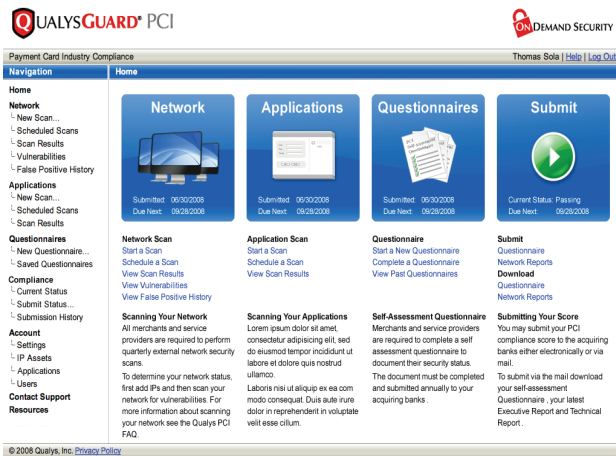 QUALYSGUARD® PCI
ON DEMAND SECURITY
Payment Card Industry Compliance
Thomas Sola | Help | Log Out
Navigation
Home
Home
Network
New Scan...
Scheduled Scans
Scan Results
Vulnerabilities
False Positive History
Applications
New Scan...
Scheduled Scans
Scan Results
Questionnaires
New Questionnaire...
Saved Questionnaires
Compliance
Current Status
Submit Status...
Submission History
Account
Settings
IP Assets
Applications
Users
Contact Support
Resources
Network
Submitted: 06/30/2008
Due Next: 09/28/2008
Network Scan
Start a Scan
Schedule a Scan
View Scan Results
View Vulnerabilities
View False Positive History
Scanning Your Network
All merchants and service
providers are required to perform
quarterly external network security
scans.
To determine your network status,
first add IPs and then scan your
network for vulnerabilities. For
more information about scanning
your network see the Qualys PCI
FAQ.
Applications
Submitted: 06/30/2008
Due Next: 09/28/2008
Application Scan
Start a Scan
Schedule a Scan
View Scan Results
Scanning Your Applications
Lorem ipsum dolor sit amet,
consectetur adipisicing elit, sed
do eiusmod tempor incididunt ut
labore et dolore quis nostrud
ullamco.
Laboris nisi ut aliquip ex ea com
modo consequat. Duis aute irure
dolor in reprehenderit in voluptate
velit esse cillum.
Questionnaires
PCI
Self-Assessment
Questionnaire
Submitted: 06/30/2008
Due Next: 09/28/2008
Questionnaire
Start a New Questionnaire
Complete a Questionnaire
View Past Questionnaires
Self-Assessment Questionnaire
Merchants and service providers
are required to complete a self
assessment questionnaire to
document their security status.
The document must be completed
and submitted annually to your
acquiring banks .
Submit
Current Status: Passing
Due Next: 09/28/2008
Submit
Questionnaire
Network Reports
Download
Questionnaire
Network Reports
Submitting Your Score
You may submit your PCI
compliance score to the acquiring
banks either electronically or via
mail.
To submit via the mail download
your self-assessment
Questionnaire , your latest
Executive Report and Technical
Report .
© 2008 Qualys, Inc. Privacy Policy